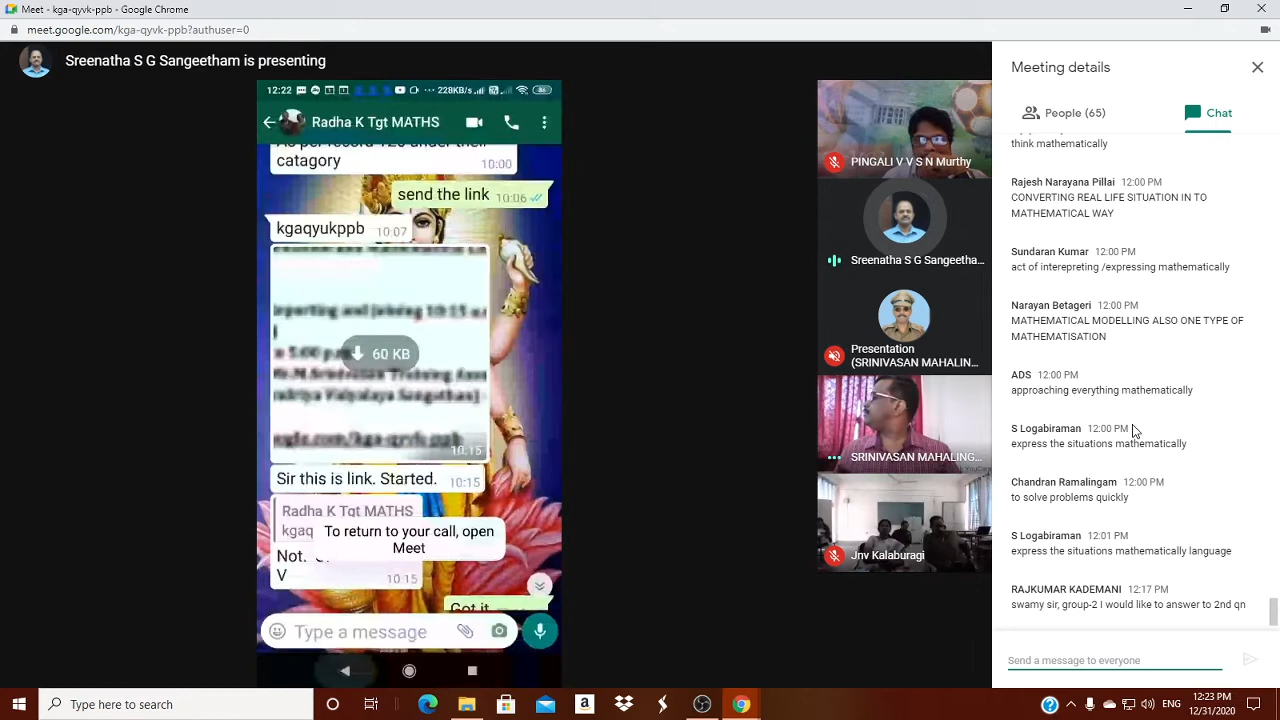 Meet - kga-qyvk-ppb - Google Chrome
meet.google.com/kga-qyvk-ppb?authuser=0
Sreenatha S G Sangeetham is presenting
12:22
228KB/s
86
Radha K Tgt MATHS
catagory
10:00
send the link 10:06
kgaqyukppb 10:07
60 KB
10:15
Sir this is link. Started. 10:15
Radha K Tgt MATHS
kgaq
To return to your call, open
Meet
Not.
V
10:15
Got it
Type a message
PINGALI V V S N Murthy
Sreenatha S G Sangeetha...
Presentation
(SRINIVASAN MAHALIN...
SRINIVASAN MAHALING...
Jnv Kalaburagi
Meeting details
People (65)
Chat
think mathematically
Rajesh Narayana Pillai 12:00 PM
CONVERTING REAL LIFE SITUATION IN TO
MATHEMATICAL WAY
Sundaran Kumar 12:00 PM
act of interepreting /expressing mathematically
Narayan Betageri 12:00 PM
MATHEMATICAL MODELLING ALSO ONE TYPE OF
MATHEMATISATION
ADS 12:00 PM
approaching everything mathematically
S Logabiraman 12:00 PM
express the situations mathematically
Chandran Ramalingam 12:00 PM
to solve problems quickly
S Logabiraman 12:01 PM
express the situations mathematically language
RAJKUMAR KADEMANI 12:17 PM
swamy sir, group-2 I would like to answer to 2nd qn
Send a message to everyone
Type here to search
ENG
12:23 PM
12/31/2020